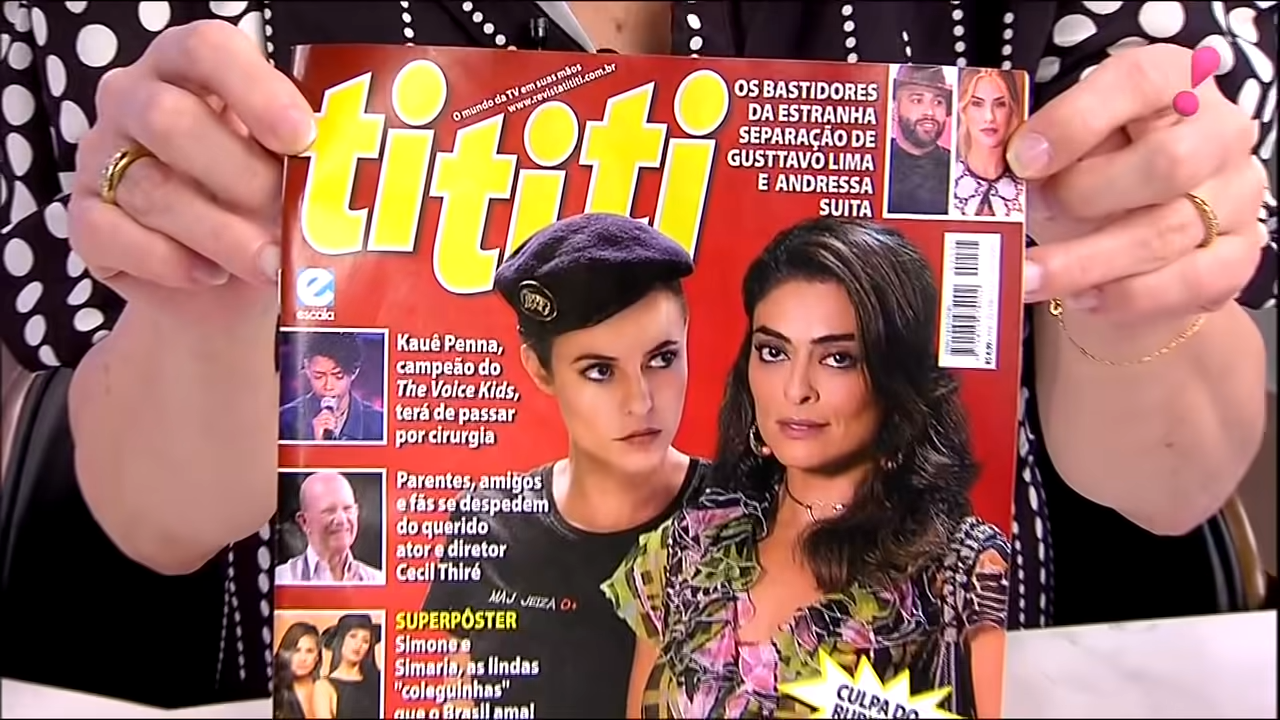 O mundo da TV em suas mãos
www.revistatititi.com.br
tititi
OS BASTIDORES
DA ESTRANHA
SEPARAÇÃO DE
GUSTTAVO LIMA
E ANDRESSA
SUITA
e
escala
Kauê Penna,
campeão do
The Voice Kids,
terá de passar
por cirurgia
Parentes, amigos
e fãs se despedem
do querido
ator e diretor
Cecil Thiré
MAJ JEIZA O+
SUPERPÔSTER
Simone e
Simaria, as lindas
"coleguinhas"
que o Brasil ama!
CULPA DO